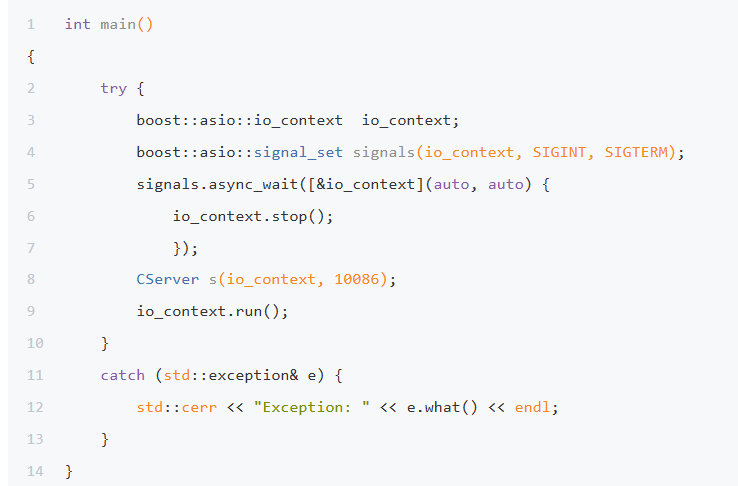 1 int main()
{
2 try {
3 boost::asio::io_context  io_context;
4 boost::asio::signal_set signals(io_context, SIGINT, SIGTERM);
5 signals.async_wait([&io_context](auto, auto) {
6 io_context.stop();
7 });
8 CServer s(io_context, 10086);
9 io_context.run();
10 }
11 catch (std::exception& e) {
12 std::cerr << "Exception: " << e.what() << endl;
13 }
14 }